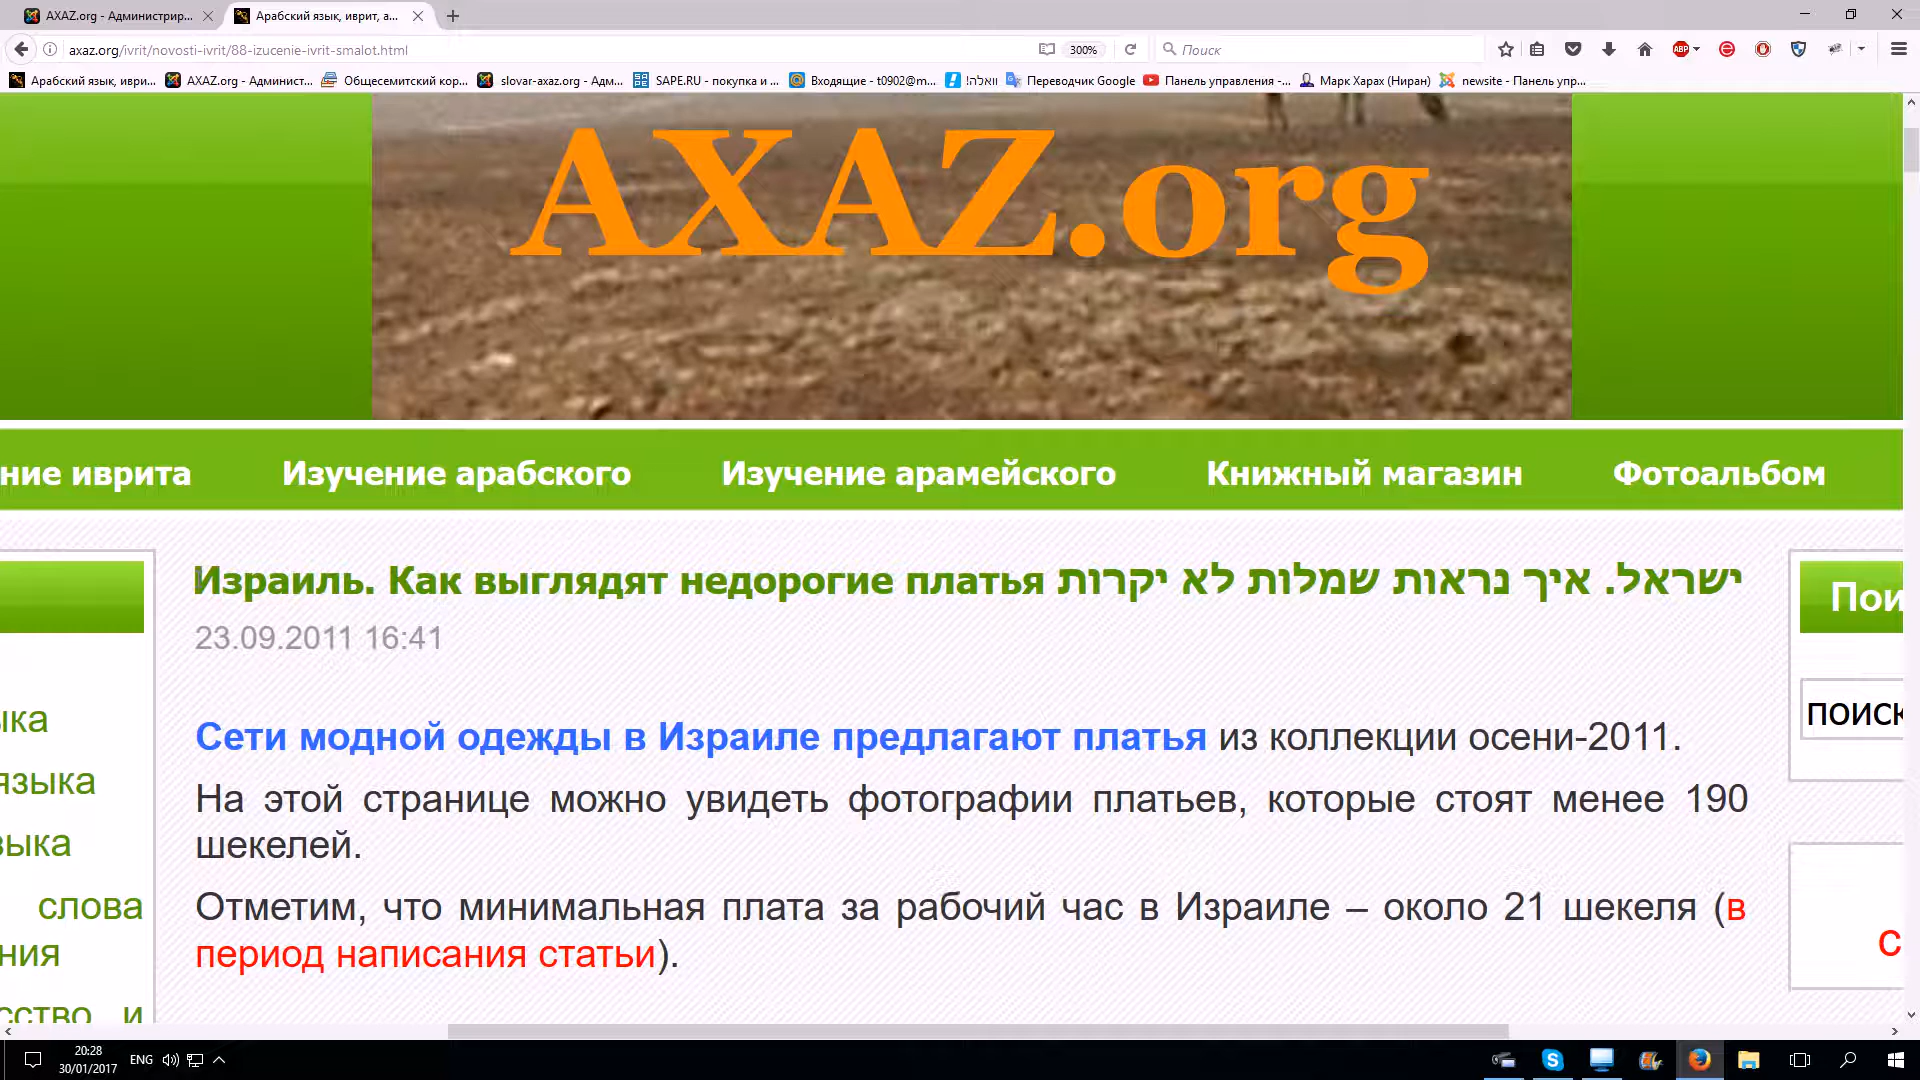 AXAZ.org - Администрир...
Арабский язык, иврит, а...
axaz.org/ivrit/novosti-ivrit/88-izucenie-ivrit-smalot.html
300%
Поиск
ABP
Арабский язык, иври...
AXAZ.org - Админист...
Общесемитский кор...
slovar-axaz.org - Адм...
SAPE.RU - покупка и ...
Входящие - t0902@m...
וואלה!
Переводчик Google
Панель управления -...
Марк Харах (Ниран)
newsite - Панель упр...
AXAZ.org
ние иврита
Изучение арабского
Изучение арамейского
Книжный магазин
Фотоальбом
Израиль. Как выглядят недорогие платья ישראל. איך נראות שמלות לא יקרות
23.09.2011 16:41
Сети модной одежды в Израиле предлагают платья из коллекции осени-2011.
На этой странице можно увидеть фотографии платьев, которые стоят менее 190
шекелей.
Отметим, что минимальная плата за рабочий час в Израиле – около 21 шекеля (в
период написания статьи).
ыка
языка
зыка
слова
ния
сство и
Пои
поиск
с
20:28
30/01/2017
ENG